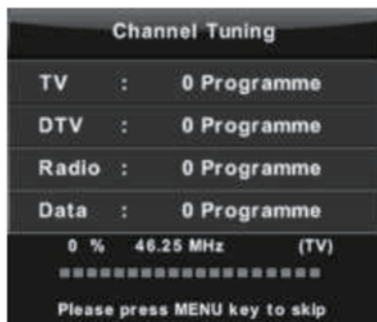 Channel Tuning
TV : 0 Programme
DTV : 0 Programme
Radio : 0 Programme
Data : 0 Programme
0 % 46.25 MHz (TV)
Please press MENU key to skip